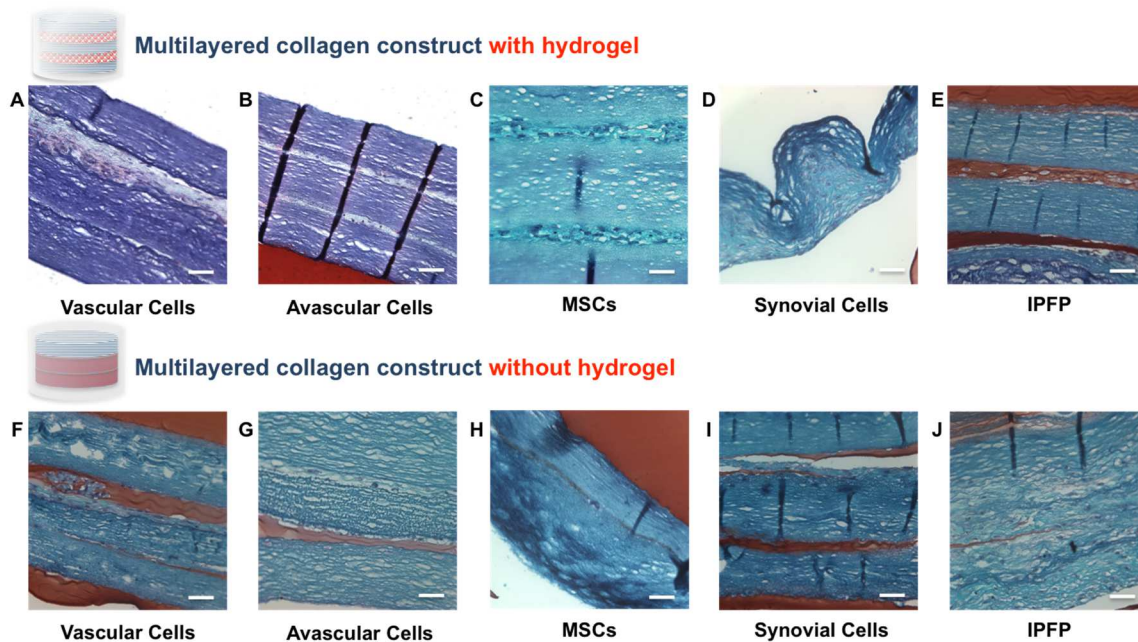 Multilayered collagen construct with hydrogel
A
B
C
D
E
Vascular Cells
Avascular Cells
MSCs
Synovial Cells
IPFP
Multilayered collagen construct without hydrogel
F
G
H
I
J
Vascular Cells
Avascular Cells
MSCs
Synovial Cells
IPFP